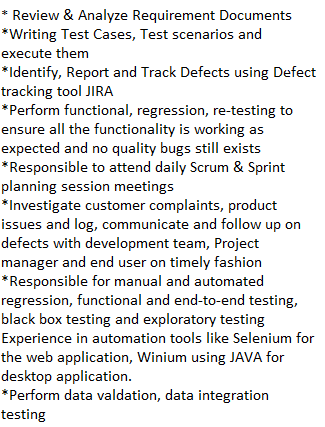 * Review & Analyze Requirement Documents
*Writing Test Cases, Test scenarios and
execute them
*Identify, Report and Track Defects using Defect
tracking tool JIRA
*Perform functional, regression, re-testing to
ensure all the functionality is working as
expected and no quality bugs still exists
*Responsible to attend daily Scrum & Sprint
planning session meetings
*Investigate customer complaints, product
issues and log, communicate and follow up on
defects with development team, Project
manager and end user on timely fashion
*Responsible for manual and automated
regression, functional and end-to-end testing,
black box testing and exploratory testing
Experience in automation tools like Selenium for
the web application, Winium using JAVA for
desktop application.
*Perform data valdation, data integration
testing